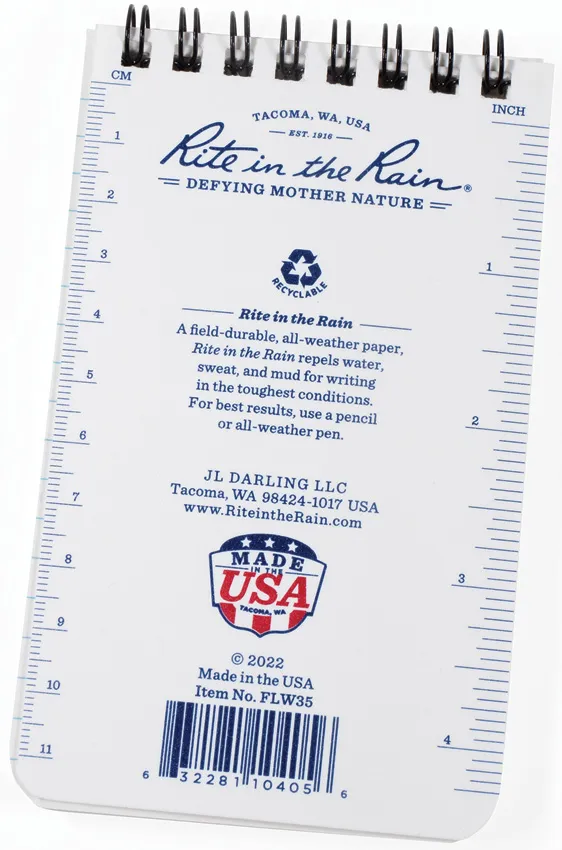 CM
INCH
TACOMA, WA, USA
EST. 1916
Rite in the Rain®
DEFYING MOTHER NATURE
RECYCLABLE
Rite in the Rain
A field-durable, all-weather paper,
Rite in the Rain repels water,
sweat, and mud for writing
in the toughest conditions.
For best results, use a pencil
or all-weather pen.
JL DARLING LLC
Tacoma, WA 98424-1017 USA
www.RiteintheRain.com
MADE
IN THE
USA
TACOMA, WA
© 2022
Made in the USA
Item No. FLW35
6 32281 10405 6
1
2
3
4
5
6
7
8
9
10
11
1
2
3
4